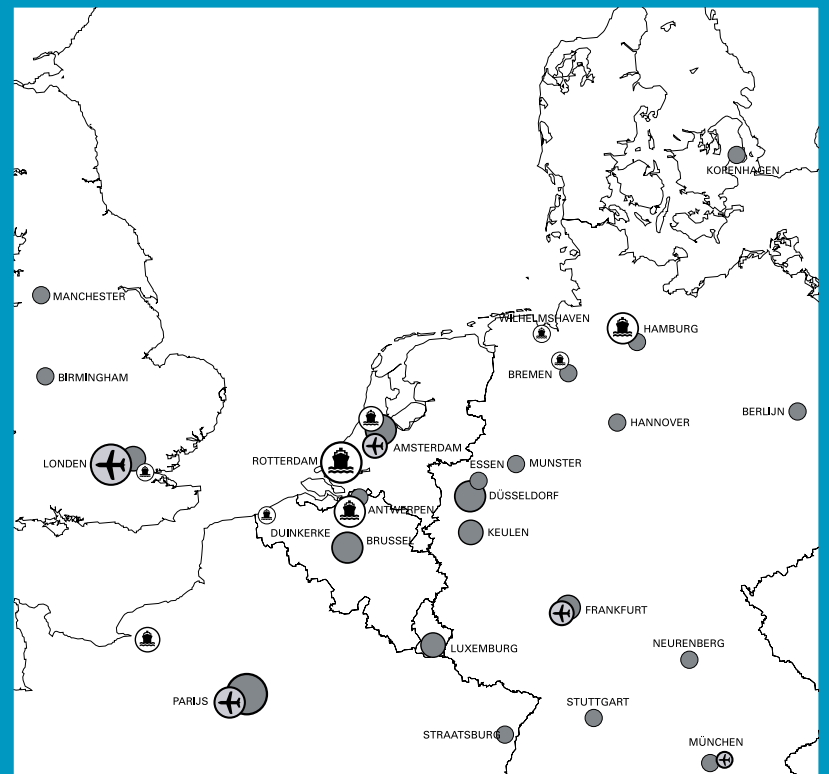 KOPENHAGEN
MANCHESTER
WILHELMSHAVEN
HAMBURG
BIRMINGHAM
BREMEN
BERLIJN
HANNOVER
AMSTERDAM
LONDEN
ROTTERDAM
ESSEN
MUNSTER
DÜSSELDORF
ANTWERPEN
DUINKERKE
KEULEN
BRUSSEL
FRANKFURT
NEURENBERG
LUXEMBURG
PARIJS
STUTTGART
STRAATSBURG
MÜNCHEN